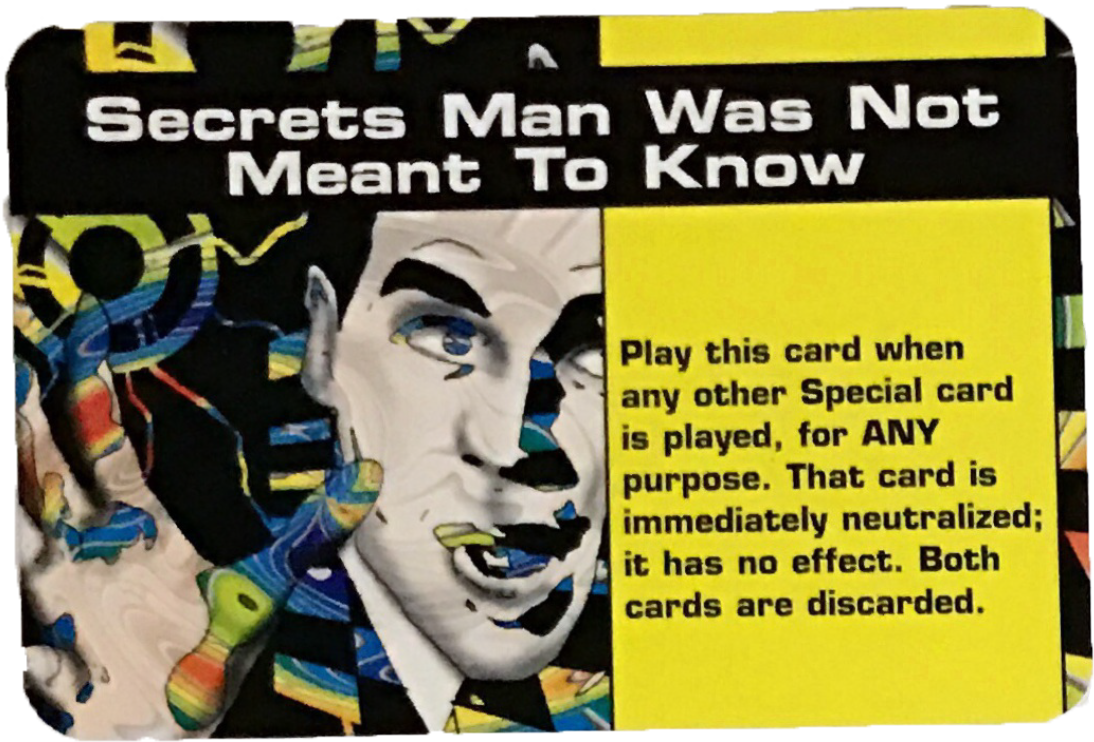 Secrets Man Was Not
Meant To Know
Play this card when
any other Special card
is played, for ANY
purpose. That card is
immediately neutralized;
it has no effect. Both
cards are discarded.